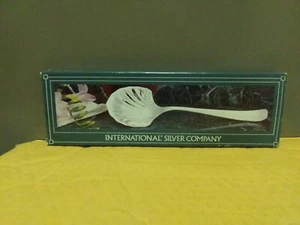 INTERNATIONAL® SILVER COMPANY